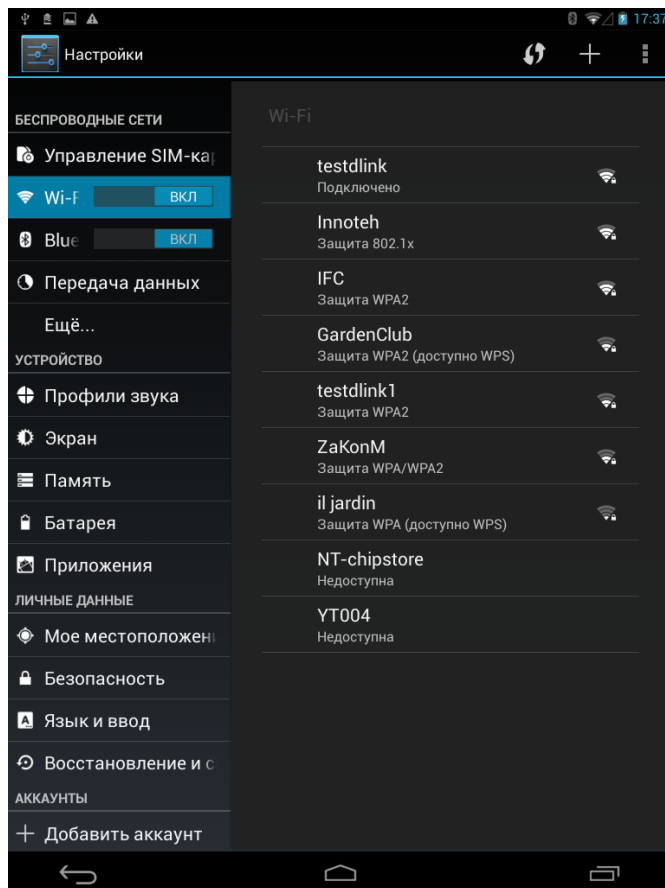 17:37
Настройки
БЕСПРОВОДНЫЕ СЕТИ
Управление SIM-кар
Wi-F ВКЛ
Blue ВКЛ
Передача данных
Ещё...
УСТРОЙСТВО
Профили звука
Экран
Память
Батарея
Приложения
ЛИЧНЫЕ ДАННЫЕ
Мое местоположен
Безопасность
Язык и ввод
Восстановление и с
АККАУНТЫ
Добавить аккаунт
Wi-Fi
testdlink
Подключено
Innoteh
Защита 802.1x
IFC
Защита WPA2
GardenClub
Защита WPA2 (доступно WPS)
testdlink1
Защита WPA2
ZaKonM
Защита WPA/WPA2
il jardin
Защита WPA (доступно WPS)
NT-chipstore
Недоступна
YT004
Недоступна